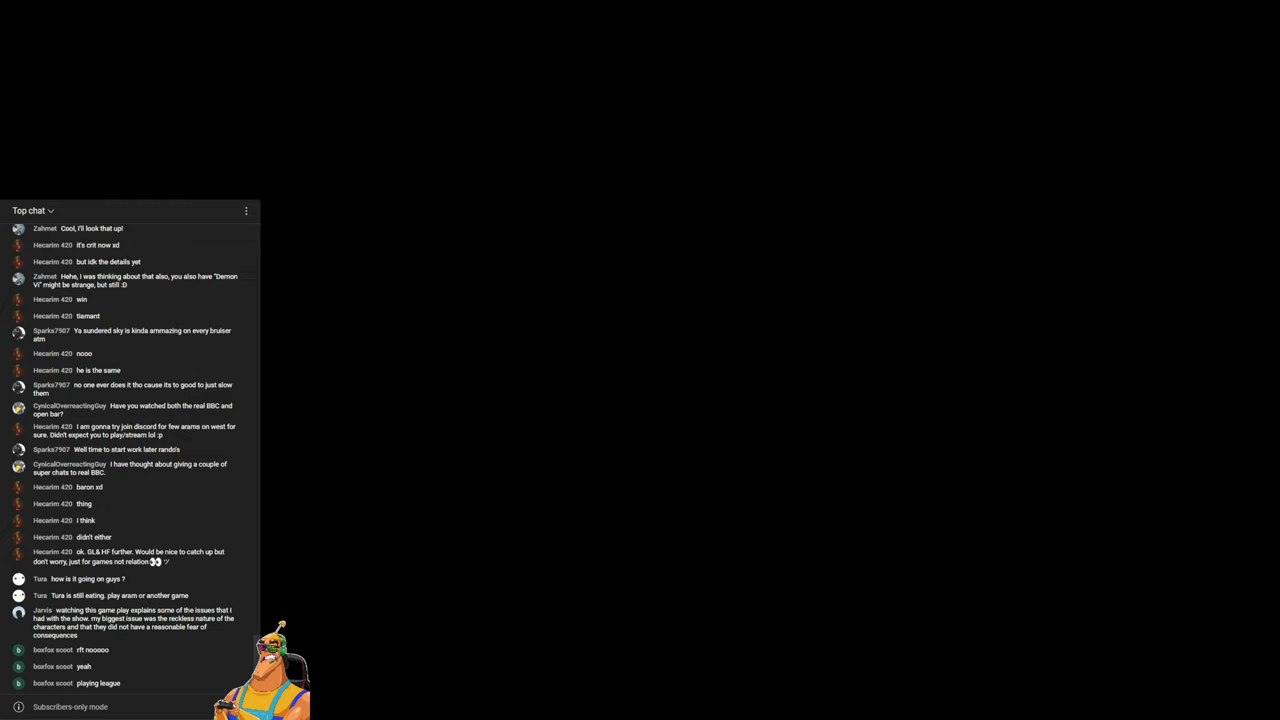 Top chat
Zahmet Cool, I'll look that up!
Hecarim 420 it's crit now xd
Hecarim 420 but idk the details yet
Zahmet Hehe, I was thinking about that also, you also have "Demon
Vi" might be strange, but still :D
Hecarim 420 win
Hecarim 420 tiamant
Sparks7907 Ya sundered sky is kinda ammazing on every bruiser
atm
Hecarim 420 nooo
Hecarim 420 he is the same
Sparks7907 no one ever does it tho cause its to good to just slow
them
CynicalOverreactingGuy Have you watched both the real BBC and
open bar?
Hecarim 420 I am gonna try join discord for few arams on west for
sure. Didn't expect you to play/stream lol :p
Sparks7907 Well time to start work later rando's
CynicalOverreactingGuy I have thought about giving a couple of
super chats to real BBC.
Hecarim 420 baron xd
Hecarim 420 thing
Hecarim 420 I think
Hecarim 420 didn't either
Hecarim 420 ok. GL& HF further. Would be nice to catch up but
don't worry, just for games not relation 👀 ツ
Tura how is it going on guys ?
Tura Tura is still eating. play aram or another game
Jarvis watching this game play explains some of the issues that I
had with the show. my biggest issue was the reckless nature of the
characters and that they did not have a reasonable fear of
consequences
b boxfox scoot rft nooooo
b boxfox scoot yeah
b boxfox scoot playing league
Subscribers-only mode